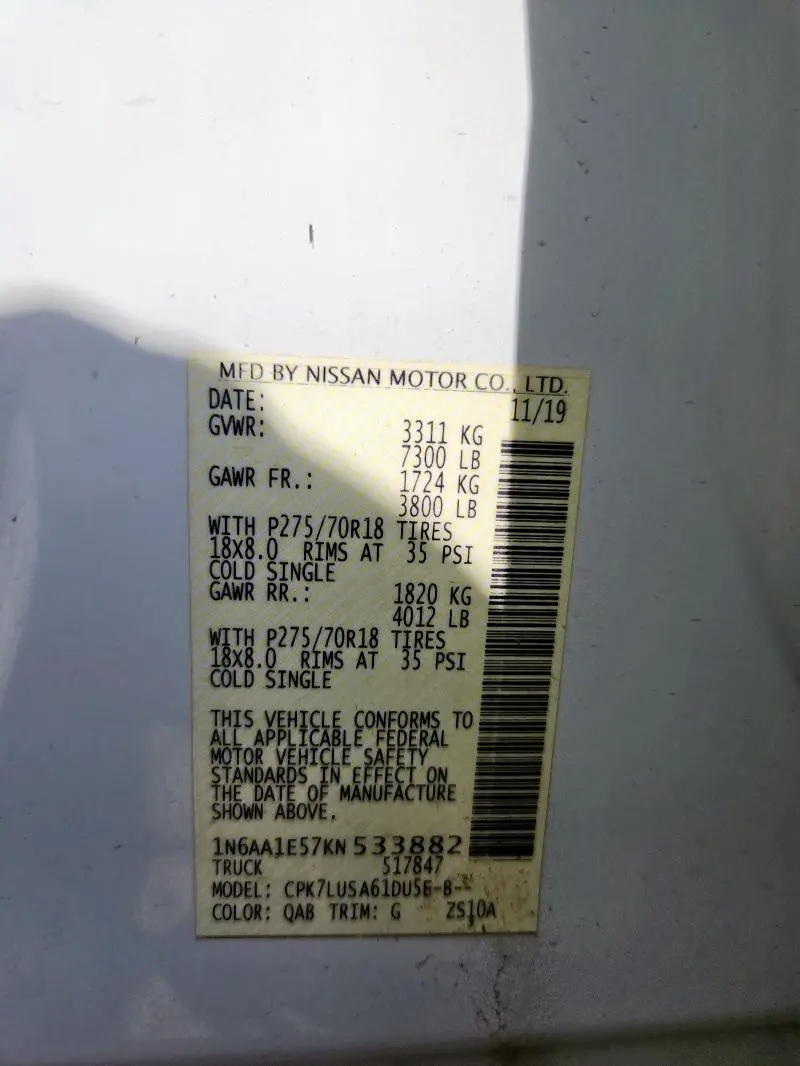 MFD BY NISSAN MOTOR CO., LTD.
DATE: 11/19
GVWR: 3311 KG
7300 LB
GAWR FR.: 1724 KG
3800 LB
WITH P275/70R18 TIRES
18X8.0 RIMS AT 35 PSI
COLD SINGLE
GAWR RR.: 1820 KG
4012 LB
WITH P275/70R18 TIRES
18X8.0 RIMS AT 35 PSI
COLD SINGLE
THIS VEHICLE CONFORMS TO
ALL APPLICABLE FEDERAL
MOTOR VEHICLE SAFETY
STANDARDS IN EFFECT ON
THE DATE OF MANUFACTURE
SHOWN ABOVE.
1N6AA1E57KN533882
TRUCK 517847
MODEL: CPK7LUSA61DU5E-B--
COLOR: QAB TRIM: G ZS10A